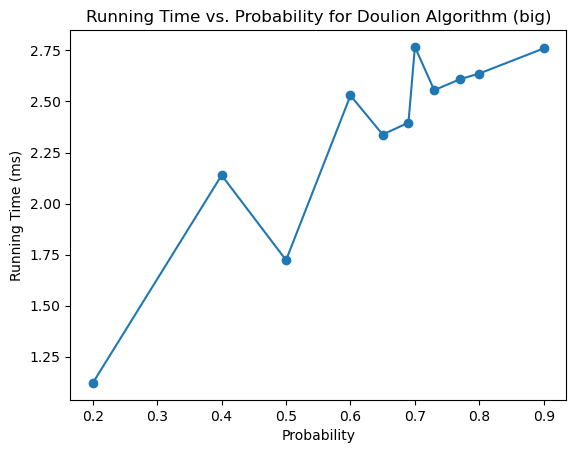 Running Time vs. Probability for Doulion Algorithm (big)
Running Time (ms)
2.75
2.50
2.25
2.00
1.75
1.50
1.25
0.2 0.3 0.4 0.5 0.6 0.7 0.8 0.9
Probability